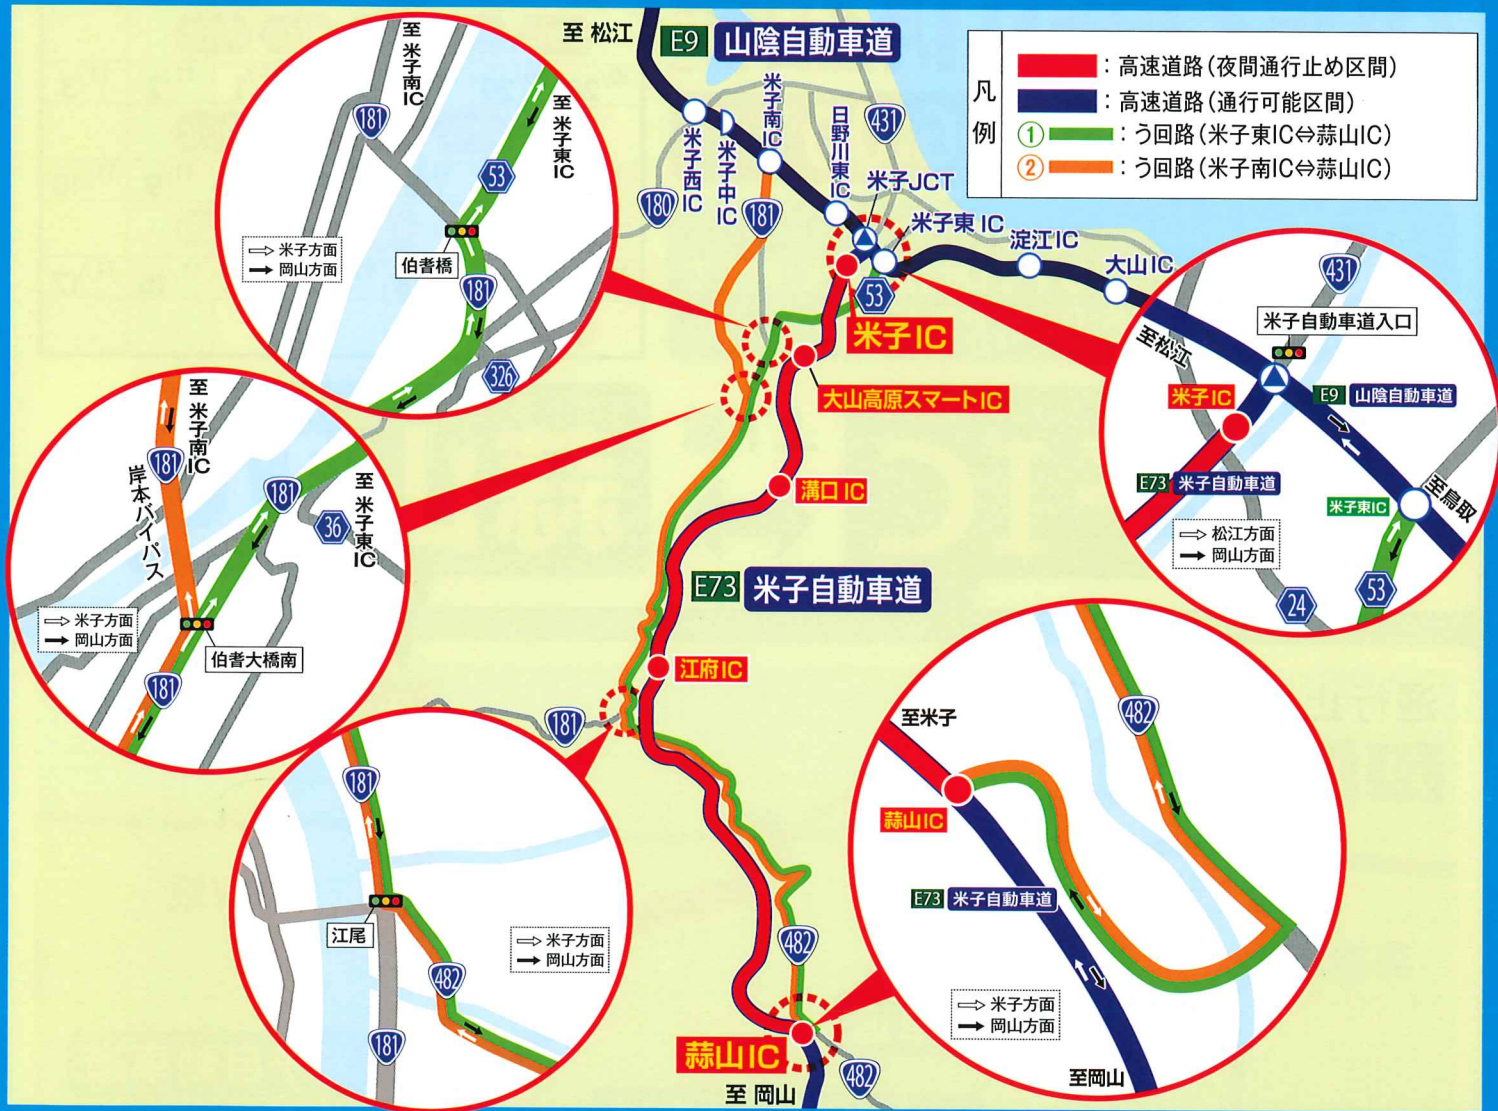 至 松江
E9 山陰自動車道
凡例
：高速道路（夜間通行止め区間）
：高速道路（通行可能区間）
①：う回路（米子東IC⇔蒜山IC）
②：う回路（米子南IC⇔蒜山IC）
米子西IC
米子中IC
米子南IC
日野川東IC
米子JCT
米子東 IC
淀江IC
大山IC
431
180
181
53
米子IC
大山高原スマートIC
溝口 IC
E73 米子自動車道
江府IC
181
482
蒜山IC
482
至 岡山
至 米子南IC
181
至 米子東IC
53
伯耆橋
181
326
⇨ 米子方面
➡ 岡山方面
至 米子南IC
181
岸本バイパス
181
至 米子東IC
36
伯耆大橋南
181
⇨ 米子方面
➡ 岡山方面
181
江尾
482
181
⇨ 米子方面
➡ 岡山方面
431
米子自動車道入口
至松江
米子IC
E9 山陰自動車道
E73 米子自動車道
至鳥取
米子東IC
⇨ 松江方面
➡ 岡山方面
24
53
至米子
482
蒜山IC
E73 米子自動車道
⇨ 米子方面
➡ 岡山方面
至岡山